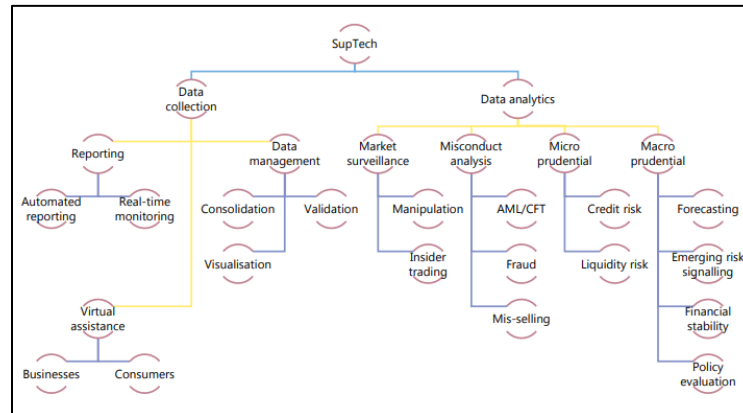 SupTech
Data
collection
Data analytics
Reporting
Data
management
Market
surveillance
Misconduct
analysis
Micro
prudential
Macro
prudential
Automated
reporting
Real-time
monitoring
Consolidation
Validation
Manipulation
AML/CFT
Credit risk
Forecasting
Visualisation
Insider
trading
Fraud
Liquidity risk
Emerging risk
signalling
Virtual
assistance
Mis-selling
Financial
stability
Businesses
Consumers
Policy
evaluation